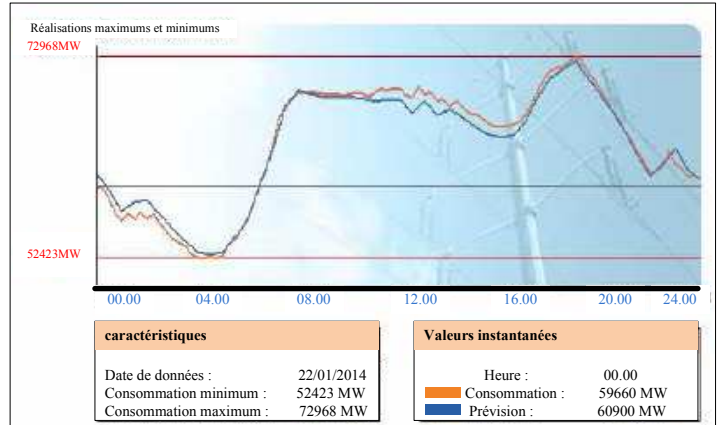 Réalisations maximums et minimums
72968MW
52423MW
00.00 04.00 08.00 12.00 16.00 20.00 24.00
caractéristiques
Date de données : 22/01/2014
Consommation minimum : 52423 MW
Consommation maximum : 72968 MW
Valeurs instantanées
Heure : 00.00
Consommation : 59660 MW
Prévision : 60900 MW